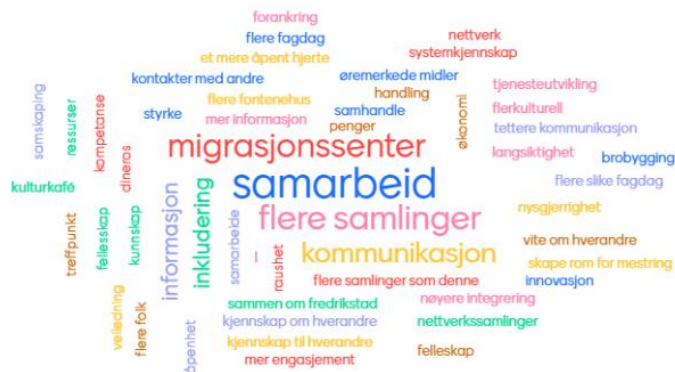 forankring
flere fagdag
nettverk
systemkjennskap
et mere åpent hjerte
kontakter med andre
øremerkede midler
tjenesteutvikling
samskaping
ressurser
kompetanse
styrke
flere fontenehus
handling
samhandle
flerkulturell
mer informasjon
penger
økonomi
tettere kommunikasjon
migrasjonssenter
langsiktighet
brobygging
dineros
kulturkafé
samarbeid
flere slike fagdag
informasjon
inkludering
flere samlinger
nysgjerrighet
treffpunkt
fellesskap
kunnskap
samarbeide
I
raushet
kommunikasjon
vite om hverandre
skape rom for mestring
flere samlinger som denne
innovasjon
veiledning
flere folk
åpenhet
sammen om fredrikstad
nøyere integrering
kjennskap om hverandre
nettverkssamlinger
kjennskap til hverandre
felleskap
mer engasjement